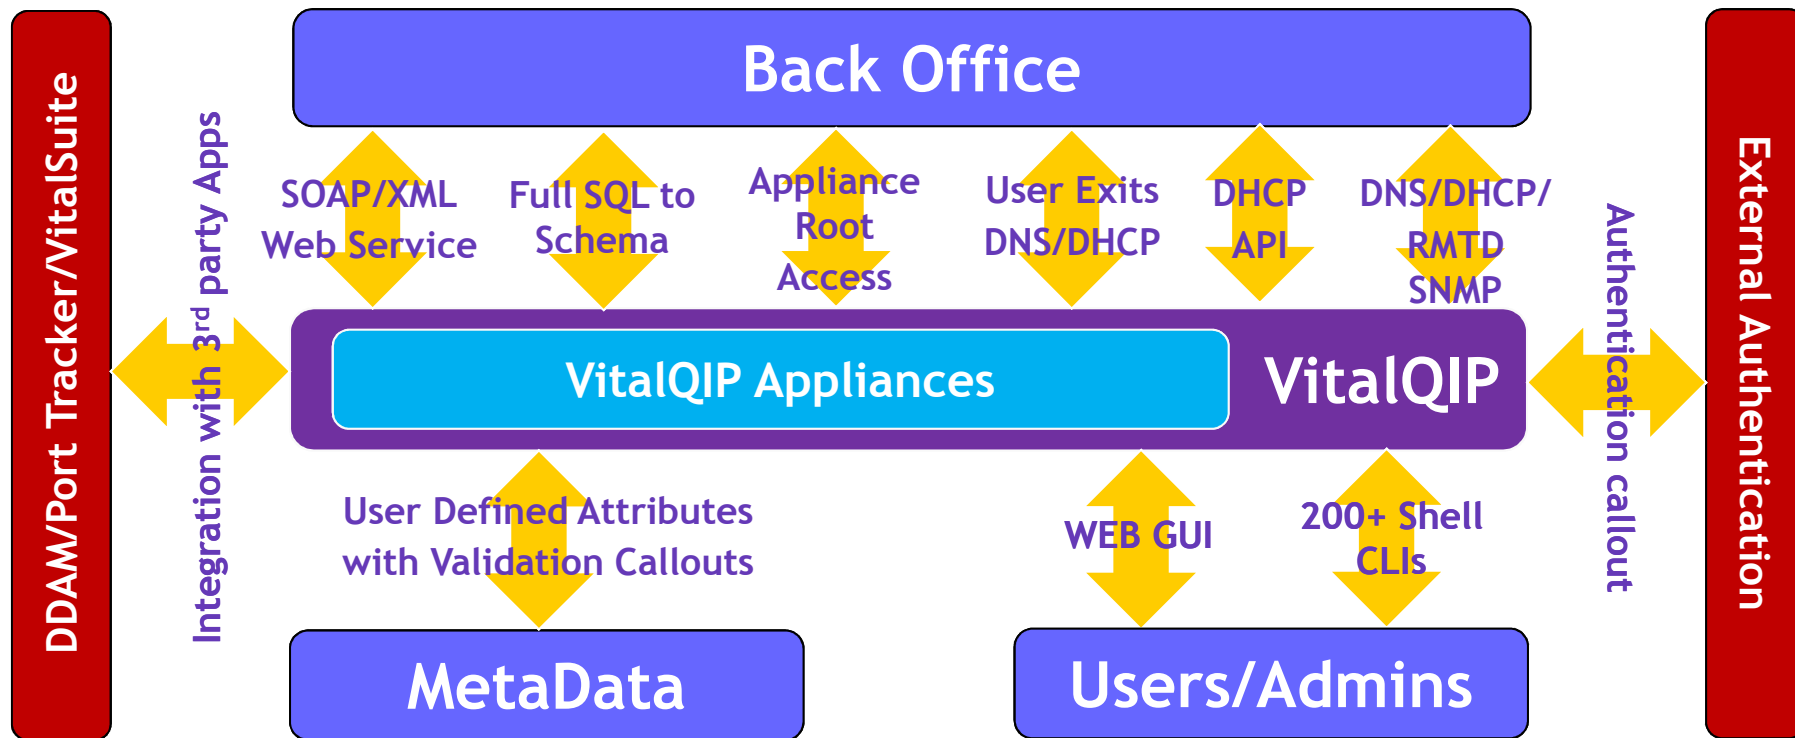 Back Office
DDAM/Port Tracker/VitalSuite
Integration with 3rd party Apps
SOAP/XML
Web Service
Full SQL to
Schema
Appliance
Root
Access
User Exits
DNS/DHCP
DHCP
API
DNS/DHCP/
RMTD
SNMP
Authentication callout
External Authentication
VitalQIP Appliances
VitalQIP
User Defined Attributes
with Validation Callouts
WEB GUI
200+ Shell
CLIs
MetaData
Users/Admins